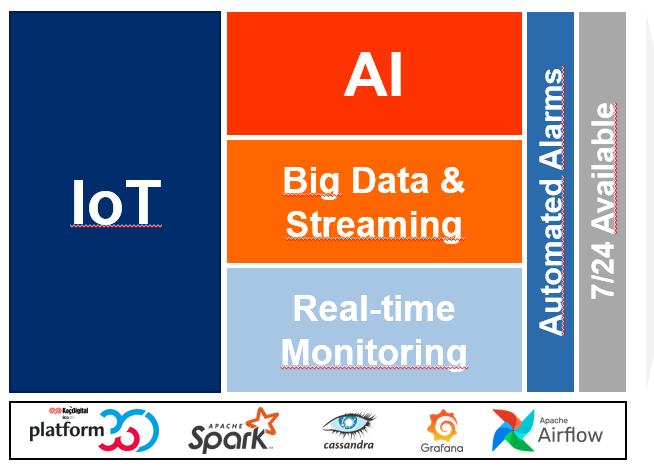 IoT
AI
Big Data &
Streaming
Real-time
Monitoring
Automated Alarms
7/24 Available
KoçDigital
platform
APACHE
Spark
cassandra
Grafana
Apache
Airflow